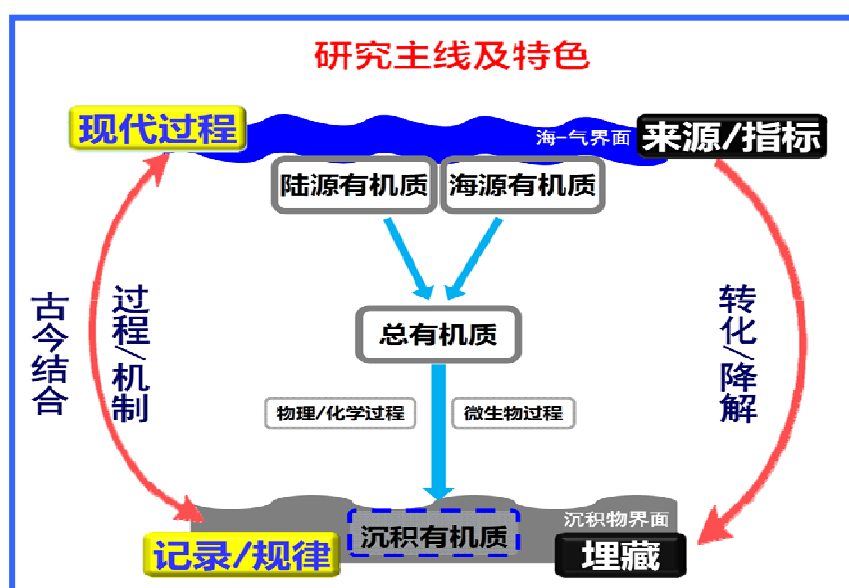 研究主线及特色
现代过程
海-气界面
来源/指标
陆源有机质
海源有机质
古今结合
过程/机制
转化/降解
总有机质
物理/化学过程
微生物过程
沉积有机质
沉积物界面
记录/规律
埋藏